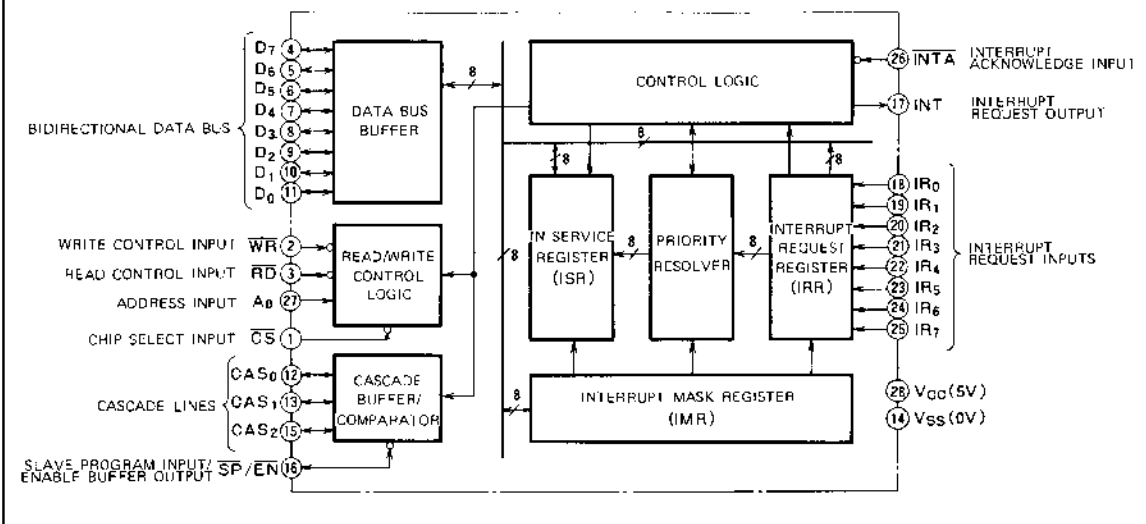 BIDIRECTIONAL DATA BUS
D7 4
D6 5
D5 6
D4 7
D3 8
D2 9
D1 10
D0 11
DATA BUS
BUFFER
8
WRITE CONTROL INPUT WR 2
READ CONTROL INPUT RD 3
ADDRESS INPUT A0 27
CHIP SELECT INPUT CS 1
READ/WRITE
CONTROL
LOGIC
8
CASCADE LINES
CAS0 12
CAS1 13
CAS2 15
SLAVE PROGRAM INPUT/
ENABLE BUFFER OUTPUT SP/EN 16
CASCADE
BUFFER/
COMPARATOR
8
CONTROL LOGIC
8
8
8
IN SERVICE
REGISTER
(ISR)
8
PRIORITY
RESOLVER
8
INTERRUPT
REQUEST
REGISTER
(IRR)
INTERRUPT MASK REGISTER
(IMR)
26 INTA INTERRUPT
ACKNOWLEDGE INPUT
17 INT INTERRUPT
REQUEST OUTPUT
18 IR0
19 IR1
20 IR2
21 IR3
22 IR4
23 IR5
24 IR6
25 IR7
INTERRUPT
REQUEST INPUTS
28 VCC(5V)
14 VSS(0V)